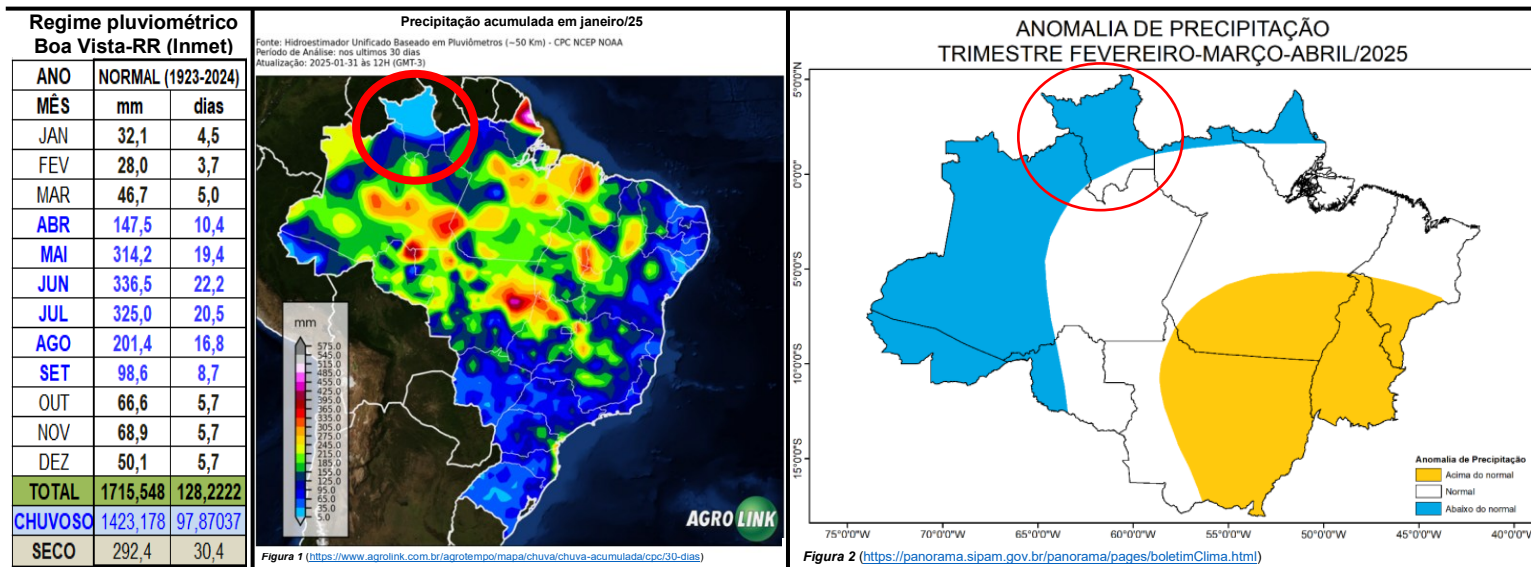 Regime pluviométrico
Boa Vista-RR (Inmet)
ANO NORMAL (1923-2024)
MÊS mm dias
JAN 32,1 4,5
FEV 28,0 3,7
MAR 46,7 5,0
ABR 147,5 10,4
MAI 314,2 19,4
JUN 336,5 22,2
JUL 325,0 20,5
AGO 201,4 16,8
SET 98,6 8,7
OUT 66,6 5,7
NOV 68,9 5,7
DEZ 50,1 5,7
TOTAL 1715,548 128,2222
CHUVOSO 1423,178 97,87037
SECO 292,4 30,4
Precipitação acumulada em janeiro/25
Fonte: Hidroestimador Unificado Baseado em Pluviômetros (~50 Km) - CPC NCEP NOAA
Período de Análise: nos ultimos 30 dias
Atualização: 2025-01-31 às 12H (GMT-3)
mm
575.0
545.0
515.0
485.0
455.0
425.0
395.0
365.0
335.0
305.0
275.0
245.0
215.0
185.0
155.0
125.0
95.0
65.0
35.0
5.0
AGROLINK
Figura 1 (https://www.agrolink.com.br/agrotempo/mapa/chuva/chuva-acumulada/cpc/30-dias)
ANOMALIA DE PRECIPITAÇÃO
TRIMESTRE FEVEREIRO-MARÇO-ABRIL/2025
5°0'0"N
0°0'0"
5°0'0"S
10°0'0"S
15°0'0"S
Anomalia de Precipitação
Acima do normal
Normal
Abaixo do normal
75°0'0"W 70°0'0"W 65°0'0"W 60°0'0"W 55°0'0"W 50°0'0"W 45°0'0"W 40°0'0"W
Figura 2 (https://panorama.sipam.gov.br/panorama/pages/boletimClima.html)